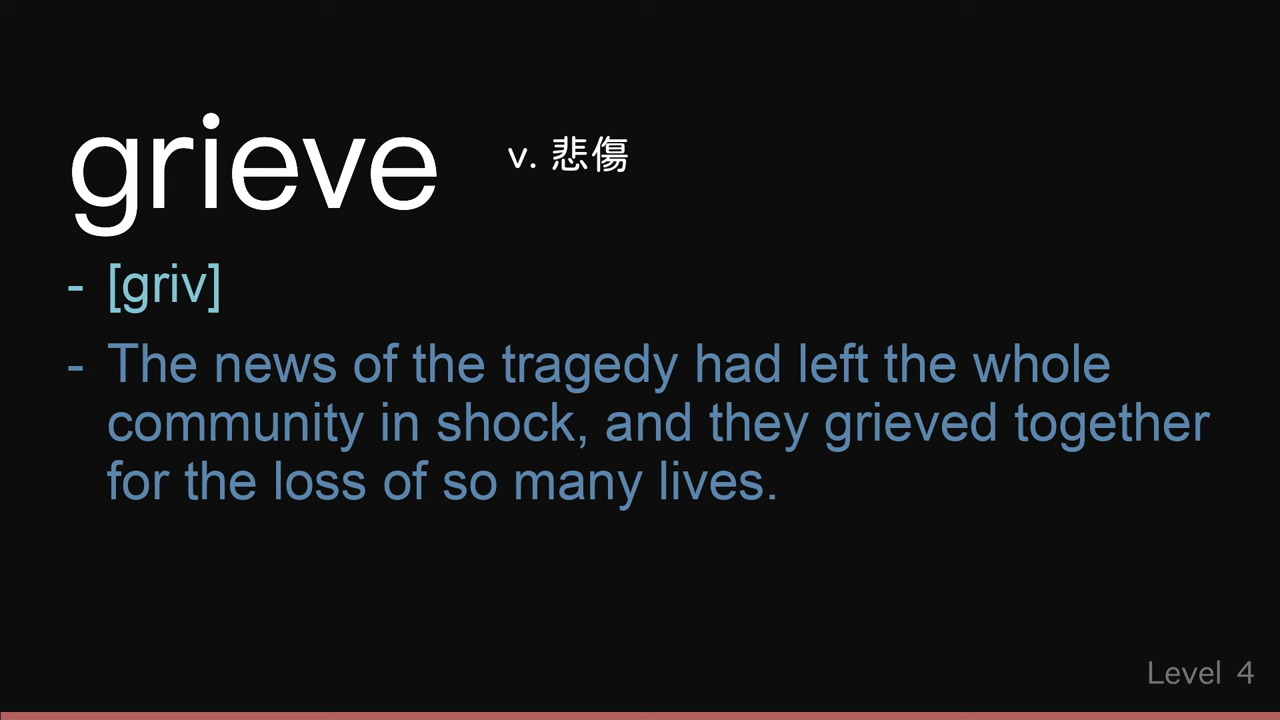 grieve v. 悲傷
- [griv]
- The news of the tragedy had left the whole
community in shock, and they grieved together
for the loss of so many lives.
Level 4